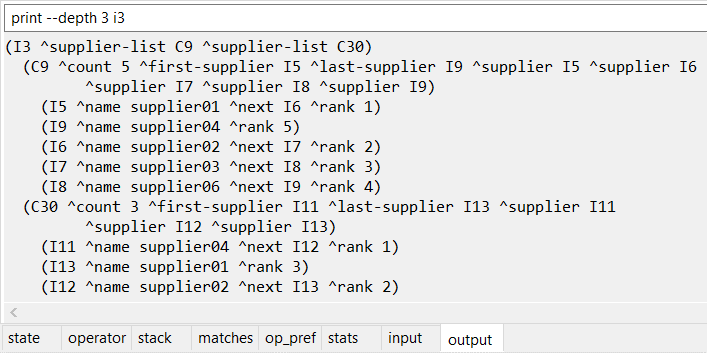 print --depth 3 i3
(I3 ^supplier-list C9 ^supplier-list C30)
(C9 ^count 5 ^first-supplier I5 ^last-supplier I9 ^supplier I5 ^supplier I6
^supplier I7 ^supplier I8 ^supplier I9)
(I5 ^name supplier01 ^next I6 ^rank 1)
(I9 ^name supplier04 ^rank 5)
(I6 ^name supplier02 ^next I7 ^rank 2)
(I7 ^name supplier03 ^next I8 ^rank 3)
(I8 ^name supplier06 ^next I9 ^rank 4)
(C30 ^count 3 ^first-supplier I11 ^last-supplier I13 ^supplier I11
^supplier I12 ^supplier I13)
(I11 ^name supplier04 ^next I12 ^rank 1)
(I13 ^name supplier01 ^rank 3)
(I12 ^name supplier02 ^next I13 ^rank 2)
state operator stack matches op_pref stats input output